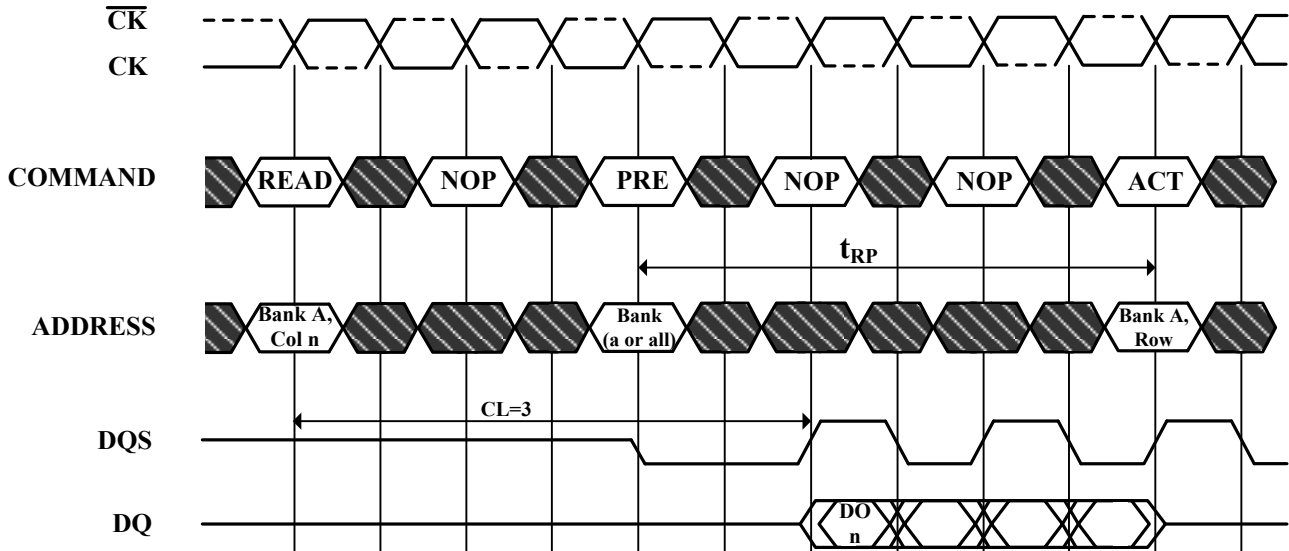 CK
CK
COMMAND READ NOP PRE NOP NOP ACT
tRP
ADDRESS Bank A, Col n Bank (a or all) Bank A, Row
CL=3
DQS
DQ DO n